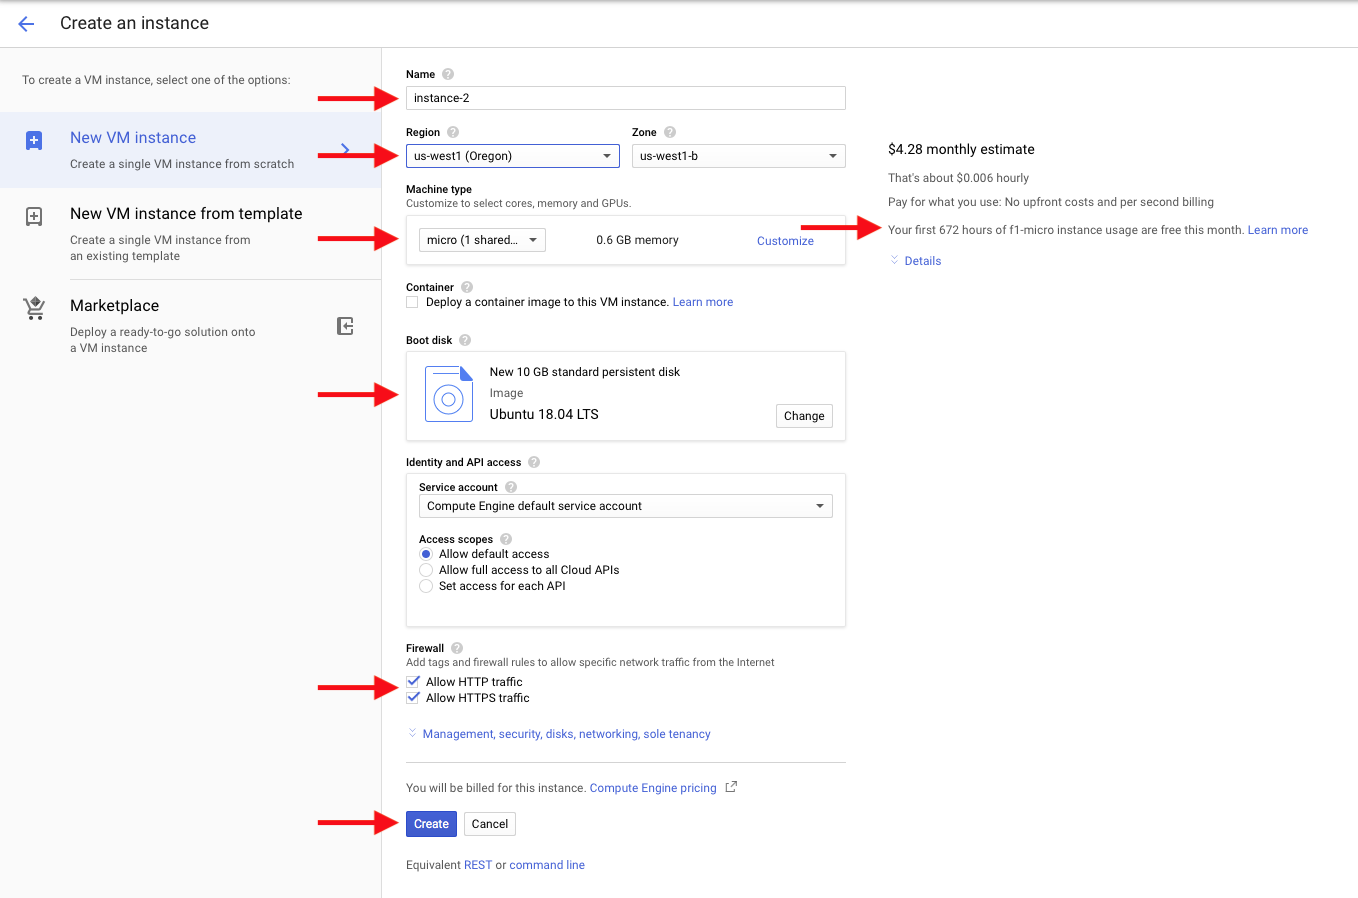 Create an instance
To create a VM instance, select one of the options:
New VM instance
Create a single VM instance from scratch
New VM instance from template
Create a single VM instance from
an existing template
Marketplace
Deploy a ready-to-go solution onto
a VM instance
Name ?
instance-2
Region ? Zone ?
us-west1 (Oregon) us-west1-b
Machine type
Customize to select cores, memory and GPUs.
micro (1 shared... 0.6 GB memory Customize
Container ?
Deploy a container image to this VM instance. Learn more
Boot disk ?
New 10 GB standard persistent disk
Image
Ubuntu 18.04 LTS
Change
Identity and API access ?
Service account ?
Compute Engine default service account
Access scopes ?
Allow default access
Allow full access to all Cloud APIs
Set access for each API
Firewall ?
Add tags and firewall rules to allow specific network traffic from the Internet
Allow HTTP traffic
Allow HTTPS traffic
Management, security, disks, networking, sole tenancy
You will be billed for this instance. Compute Engine pricing
Create Cancel
Equivalent REST or command line
$4.28 monthly estimate
That's about $0.006 hourly
Pay for what you use: No upfront costs and per second billing
Your first 672 hours of f1-micro instance usage are free this month. Learn more
Details